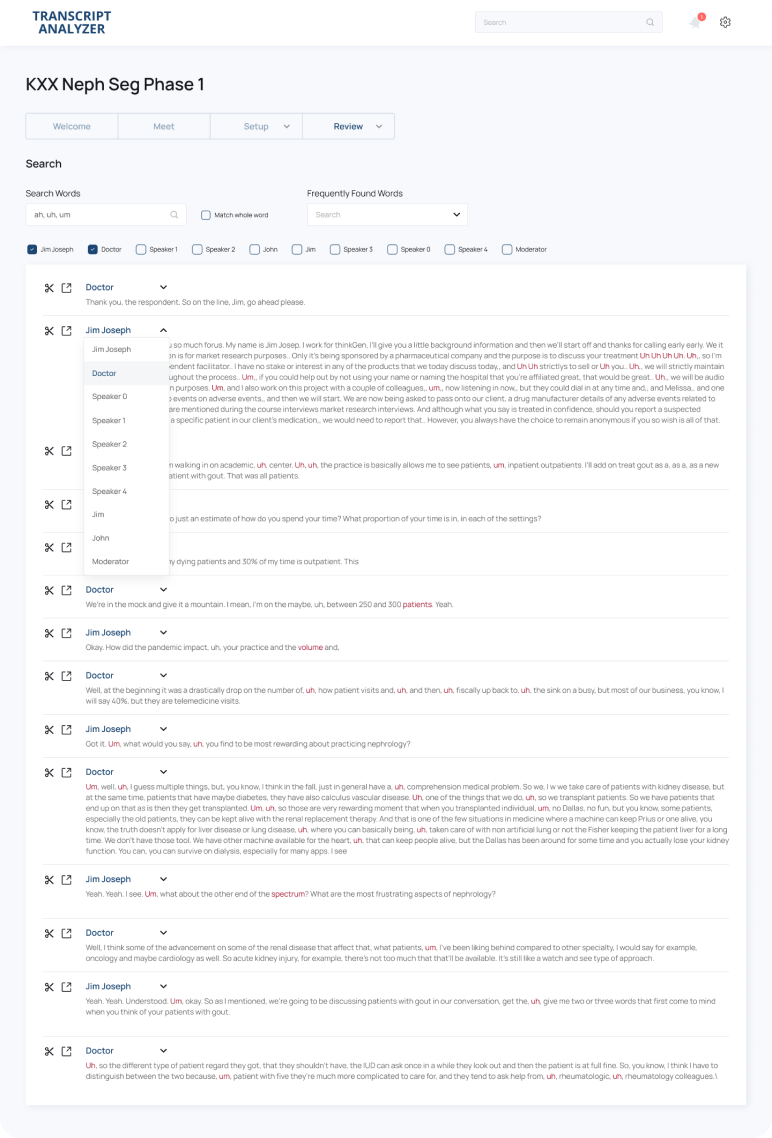 TRANSCRIPT
ANALYZER
Search
1
KXX Neph Seg Phase 1
Welcome
Meet
Setup
Review
Search
Search Words
Frequently Found Words
ah, uh, um
Match whole word
Search
Jim Joseph
Doctor
Speaker 1
Speaker 2
John
Jim
Speaker 3
Speaker 0
Speaker 4
Moderator
Doctor
Thank you, the respondent, So on the line, Jim, go ahead please.
Jim Joseph
Jim Joseph
Doctor
Speaker 0
Speaker 1
Speaker 2
Speaker 3
Speaker 4
Jim
John
Moderator
so much forus. My name is Jim Josep. I work for thinkGen, I'll give you a little background information and then we'll start off and thanks for calling early early. We it
on is for market research purposes.. Only it's being sponsored by a pharmaceutical company and the purpose is to discuss your treatment Uh Uh Uh Uh. Uh,, so I'm
endent facilitator.. I have no stake or interest in any of the products that we today discuss today,, and Uh Uh strictly to sell or Uh you.. Uh,, we will strictly maintain
ughout the process.. Um,, if you could help out by not using your name or naming the hospital that you're affiliated great, that would be great.. Uh,, we will be audio
n purposes. Um, and I also work on this project with a couple of colleagues,, um,, now listening in now,, but they could dial in at any time and,, and Melissa,, and one
o events on adverse events,, and then we will start. We are now being asked to pass onto our client, a drug manufacturer details of any adverse events related to
are mentioned during the course interviews market research interviews. And although what you say is treated in confidence, should you report a suspected
a specific patient in our client's medication,, we would need to report that.. However, you always have the choice to remain anonymous if you so wish is all of that.
m walking in on academic, uh, center. Uh, uh, the practice is basically allows me to see patients, um, inpatient outpatients. I'll add on treat gout as a, as a, as a new
atient with gout. That was all patients.
o just an estimate of how do you spend your time? What proportion of your time is in, in each of the settings?
y dying patients and 30% of my time is outpatient. This
Doctor
We're in the mock and give it a mountain. I mean, I'm on the maybe, uh, between 250 and 300 patients. Yeah.
Jim Joseph
Okay. How did the pandemic impact, uh, your practice and the volume and,
Doctor
Well, at the beginning it was a drastically drop on the number of, uh, how patient visits and, uh, and then, uh, fiscally up back to, uh, the sink on a busy, but most of our business, you know, I
will say 40%, but they are telemedicine visits.
Jim Joseph
Got it. Um, what would you say, uh, you find to be most rewarding about practicing nephrology?
Doctor
Um, well, uh, I guess multiple things, but, you know, I think in the fall, just in general have a, uh, comprehension medical problem. So we, I w we take care of patients with kidney disease, but
at the same time, patients that have maybe diabetes, they have also calculus vascular disease. Uh, one of the things that we do, uh, so we transplant patients. So we have patients that
end up on that as is then they get transplanted. Um, uh, so those are very rewarding moment that when you transplanted individual, um, no Dallas, no fun, but you know, some patients,
especially the old patients, they can be kept alive with the renal replacement therapy. And that is one of the few situations in medicine where a machine can keep Prius or one alive, you
know, the truth doesn't apply for liver disease or lung disease, uh, where you can basically being, uh, taken care of with non artificial lung or not the Fisher keeping the patient liver for a long
time. We don't have those tool. We have other machine available for the heart, uh, that can keep people alive, but the Dallas has been around for some time and you actually lose your kidney
function. You can, you can survive on dialysis, especially for many apps. I see
Jim Joseph
Yeah. Yeah. I see. Um, what about the other end of the spectrum? What are the most frustrating aspects of nephrology?
Doctor
Well, I think some of the advancement on some of the renal disease that affect that, what patients, um, I've been liking behind compared to other specialty, I would say for example,
oncology and maybe cardiology as well. So acute kidney injury, for example, there's not too much that that'll be available. It's still like a watch and see type of approach.
Jim Joseph
Yeah. Yeah. Understood. Um, okay. So as I mentioned, we're going to be discussing patients with gout in our conversation, get the, uh, give me two or three words that first come to mind
when you think of your patients with gout.
Doctor
Uh, so the different type of patient regard they got, that they shouldn't have, the IUD can ask once in a while they look out and then the patient is at full fine. So, you know, I think I have to
distinguish between the two because, um, patient with five they're much more complicated to care for, and they tend to ask help from, uh, rheumatologic, uh, rheumatology colleagues.\